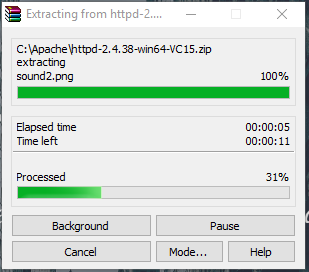 Extracting from httpd-2....
C:\Apache\httpd-2.4.38-win64-VC15.zip
extracting
sound2.png 100%
Elapsed time 00:00:05
Time left 00:00:11
Processed 31%
Background Pause
Cancel Mode... Help